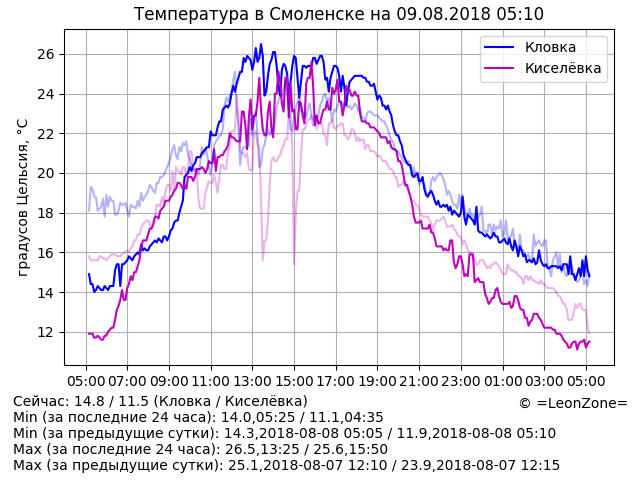 Температура в Смоленске на 09.08.2018 05:10
градусов Цельсия, °C
26
24
22
20
18
16
14
12
Кловка
Киселёвка
05:00 07:00 09:00 11:00 13:00 15:00 17:00 19:00 21:00 23:00 01:00 03:00 05:00
Сейчас: 14.8 / 11.5 (Кловка / Киселёвка)
© =LeonZone=
Min (за последние 24 часа): 14.0,05:25 / 11.1,04:35
Min (за предыдущие сутки): 14.3,2018-08-08 05:05 / 11.9,2018-08-08 05:10
Max (за последние 24 часа): 26.5,13:25 / 25.6,15:50
Max (за предыдущие сутки): 25.1,2018-08-07 12:10 / 23.9,2018-08-07 12:15